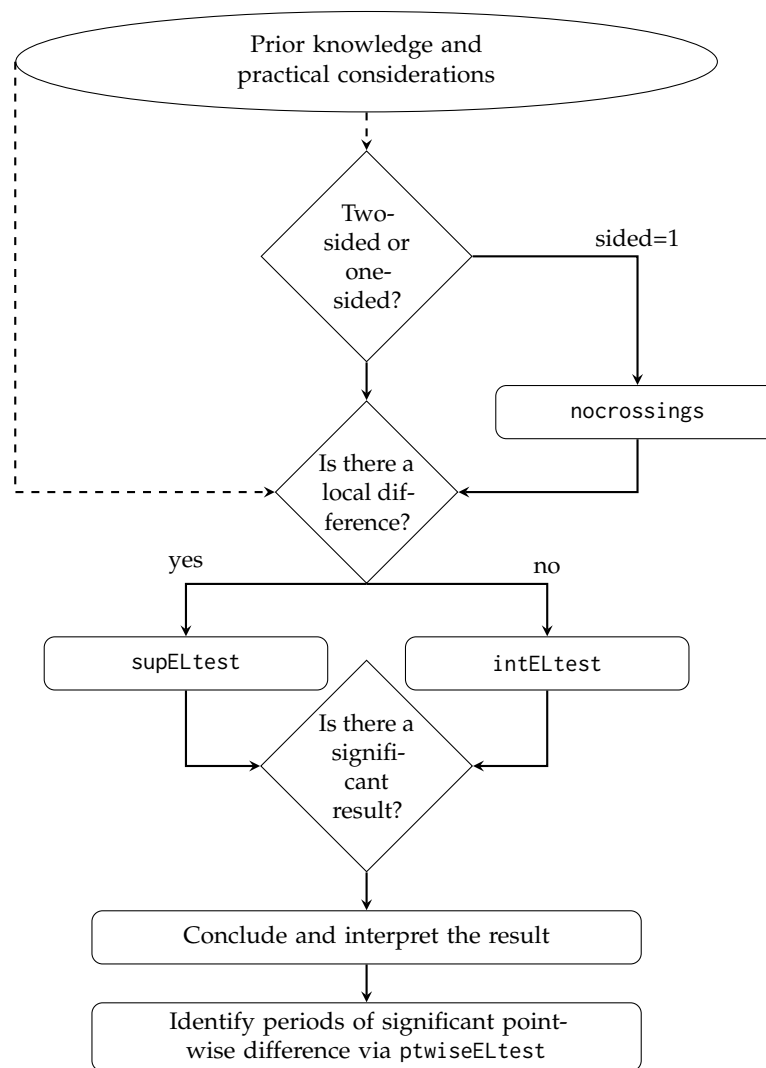 Prior knowledge and
practical considerations
Two-
sided or
one-
sided?
sided=1
nocrossings
Is there a
local dif-
ference?
yes
no
supELtest
intELtest
Is there a
signifi-
cant
result?
Conclude and interpret the result
Identify periods of significant point-
wise difference via ptwiseELtest